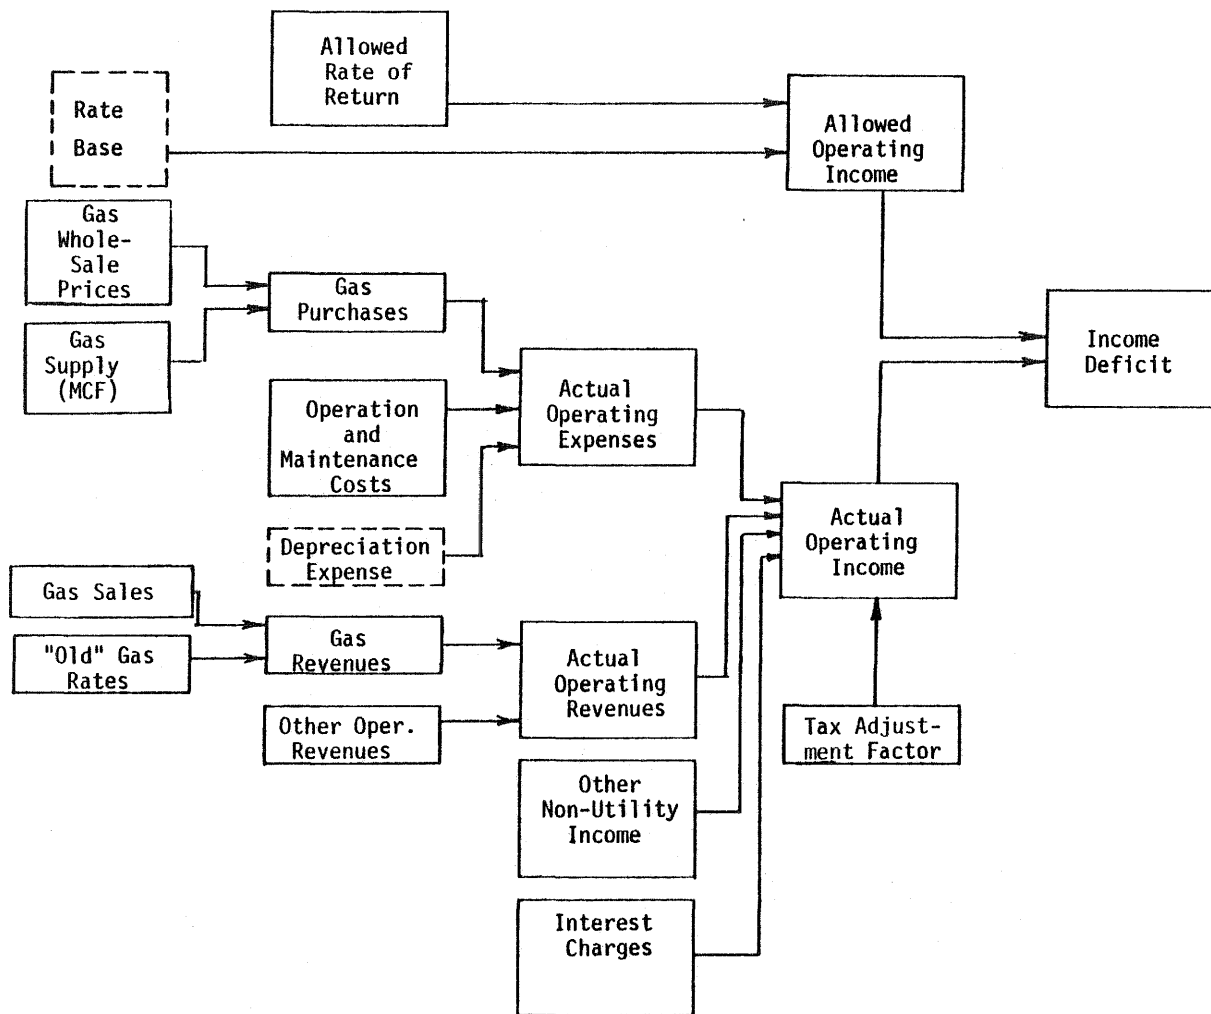 Allowed
Rate of
Return
Rate
Base
Allowed
Operating
Income
Gas
Whole-
Sale
Prices
Gas
Purchases
Gas
Supply
(MCF)
Income
Deficit
Actual
Operating
Expenses
Operation
and
Maintenance
Costs
Actual
Operating
Income
Depreciation
Expense
Gas Sales
"Old" Gas
Rates
Gas
Revenues
Actual
Operating
Revenues
Other Oper.
Revenues
Tax Adjust-
ment Factor
Other
Non-Utility
Income
Interest
Charges